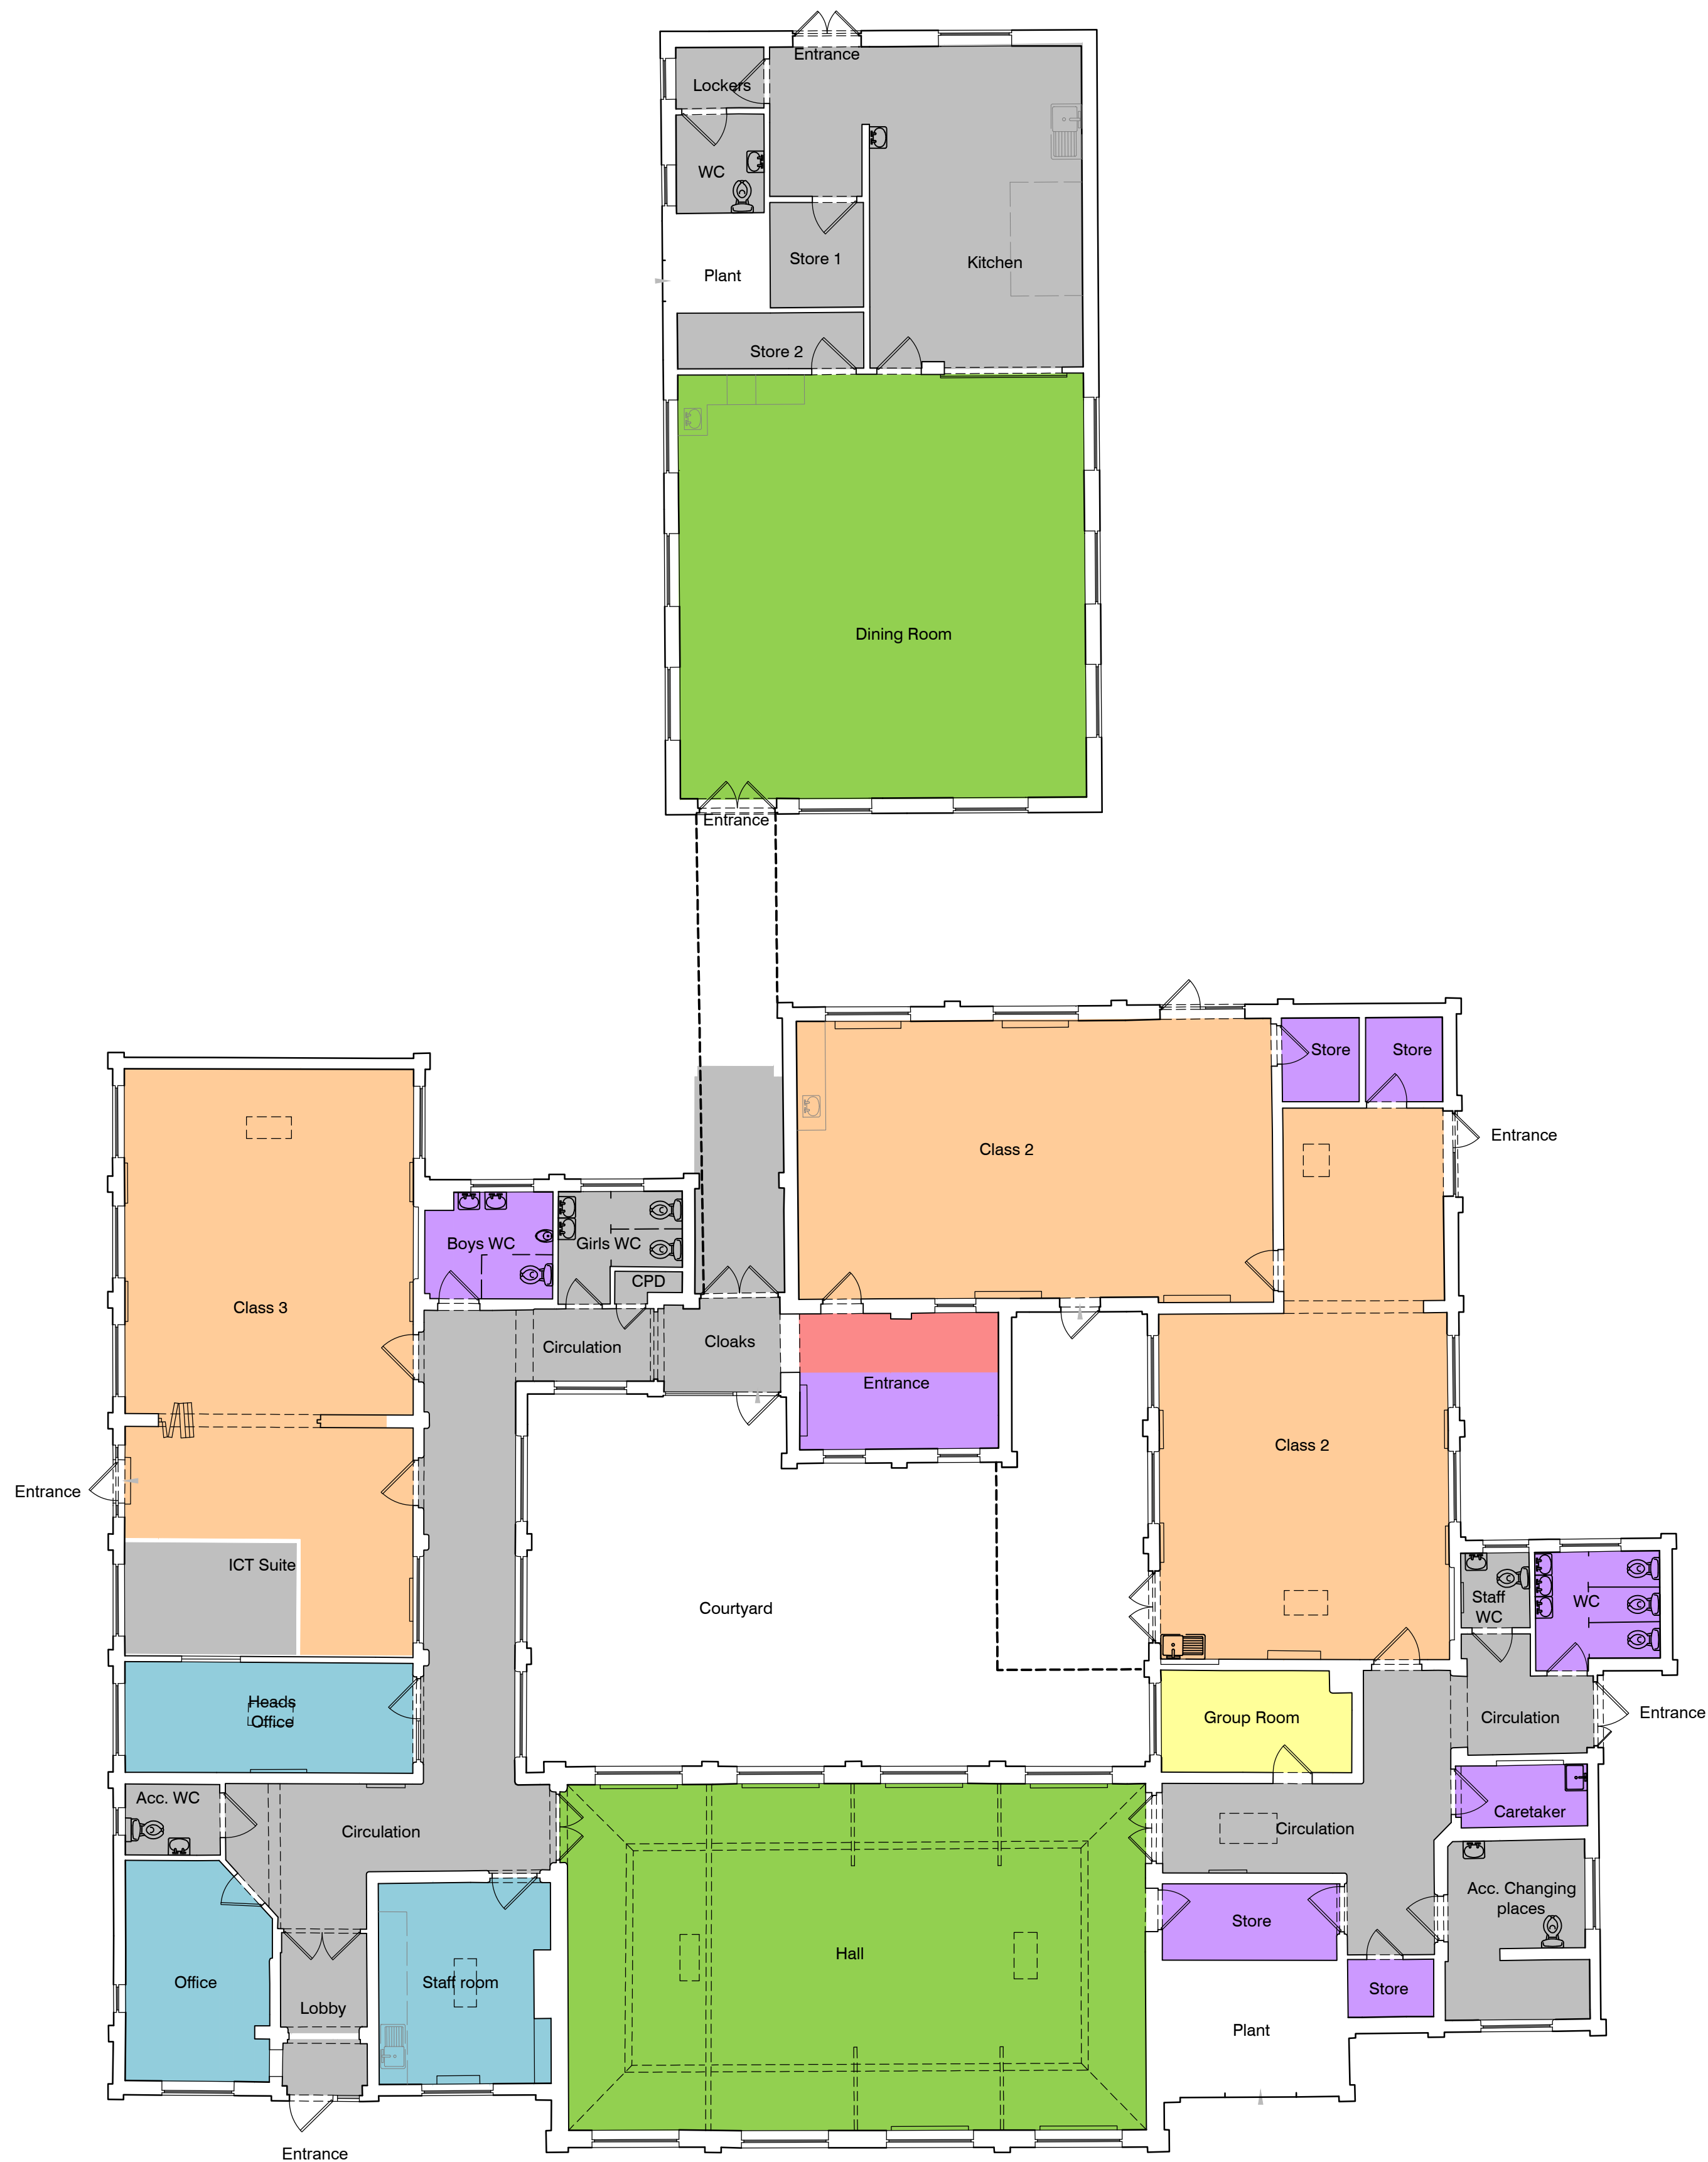 Entrance
Lockers
WC
Store 1
Kitchen
Plant
Store 2
Dining Room
Entrance
Store
Store
Entrance
Class 2
Boys WC
Girls WC
CPD
Class 3
Circulation
Cloaks
Entrance
Class 2
Entrance
ICT Suite
Courtyard
Staff
WC
WC
Heads
Office
Group Room
Circulation
Entrance
Acc. WC
Circulation
Circulation
Caretaker
Acc. Changing
places
Store
Hall
Office
Staff room
Lobby
Store
Plant
Entrance